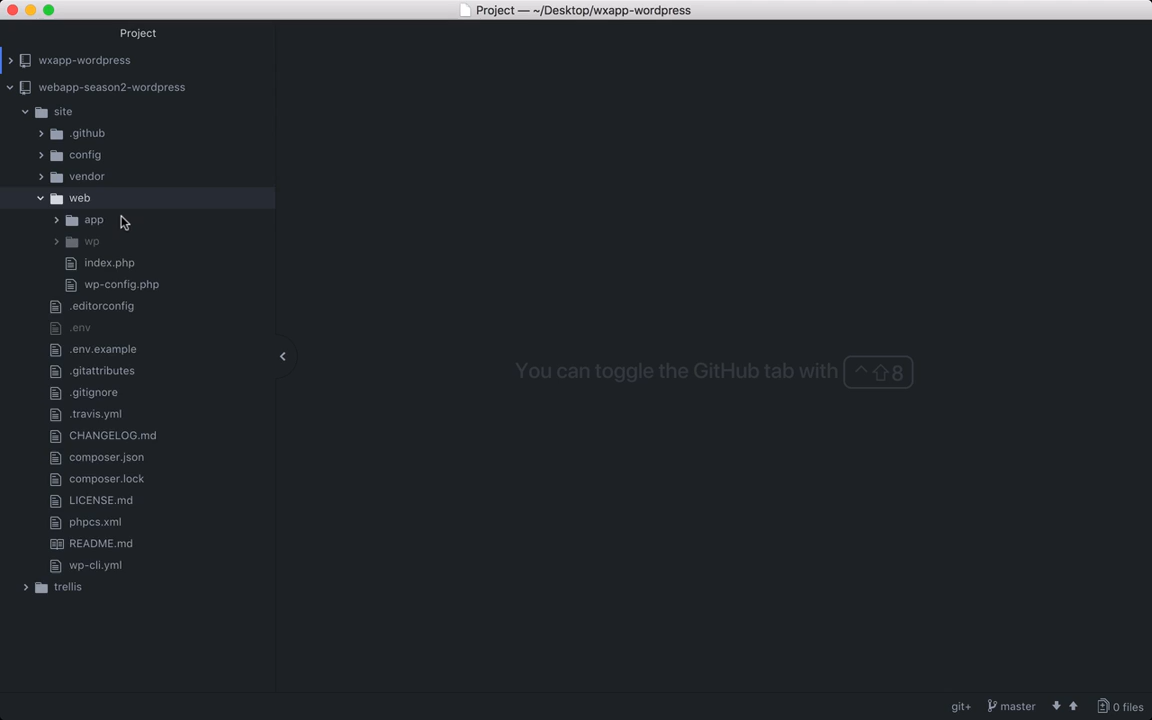 Project — ~/Desktop/wxapp-wordpress
Project
wxapp-wordpress
webapp-season2-wordpress
site
.github
config
vendor
web
app
wp
index.php
wp-config.php
.editorconfig
.env
.env.example
.gitattributes
.gitignore
.travis.yml
CHANGELOG.md
composer.json
composer.lock
LICENSE.md
phpcs.xml
README.md
wp-cli.yml
trellis
You can toggle the GitHub tab with ⌃⇧8
git+ master 0 files